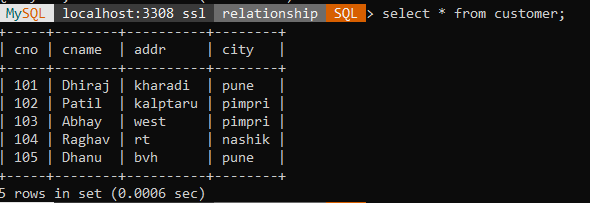 MySQL localhost:3308 ssl relationship SQL > select * from customer;
+-----+--------+----------+--------+
| cno | cname  | addr     | city   |
+-----+--------+----------+--------+
| 101 | Dhiraj | kharadi  | pune   |
| 102 | Patil  | kalptaru | pimpri |
| 103 | Abhay  | west     | pimpri |
| 104 | Raghav | rt       | nashik |
| 105 | Dhanu  | bvh      | pune   |
+-----+--------+----------+--------+
5 rows in set (0.0006 sec)